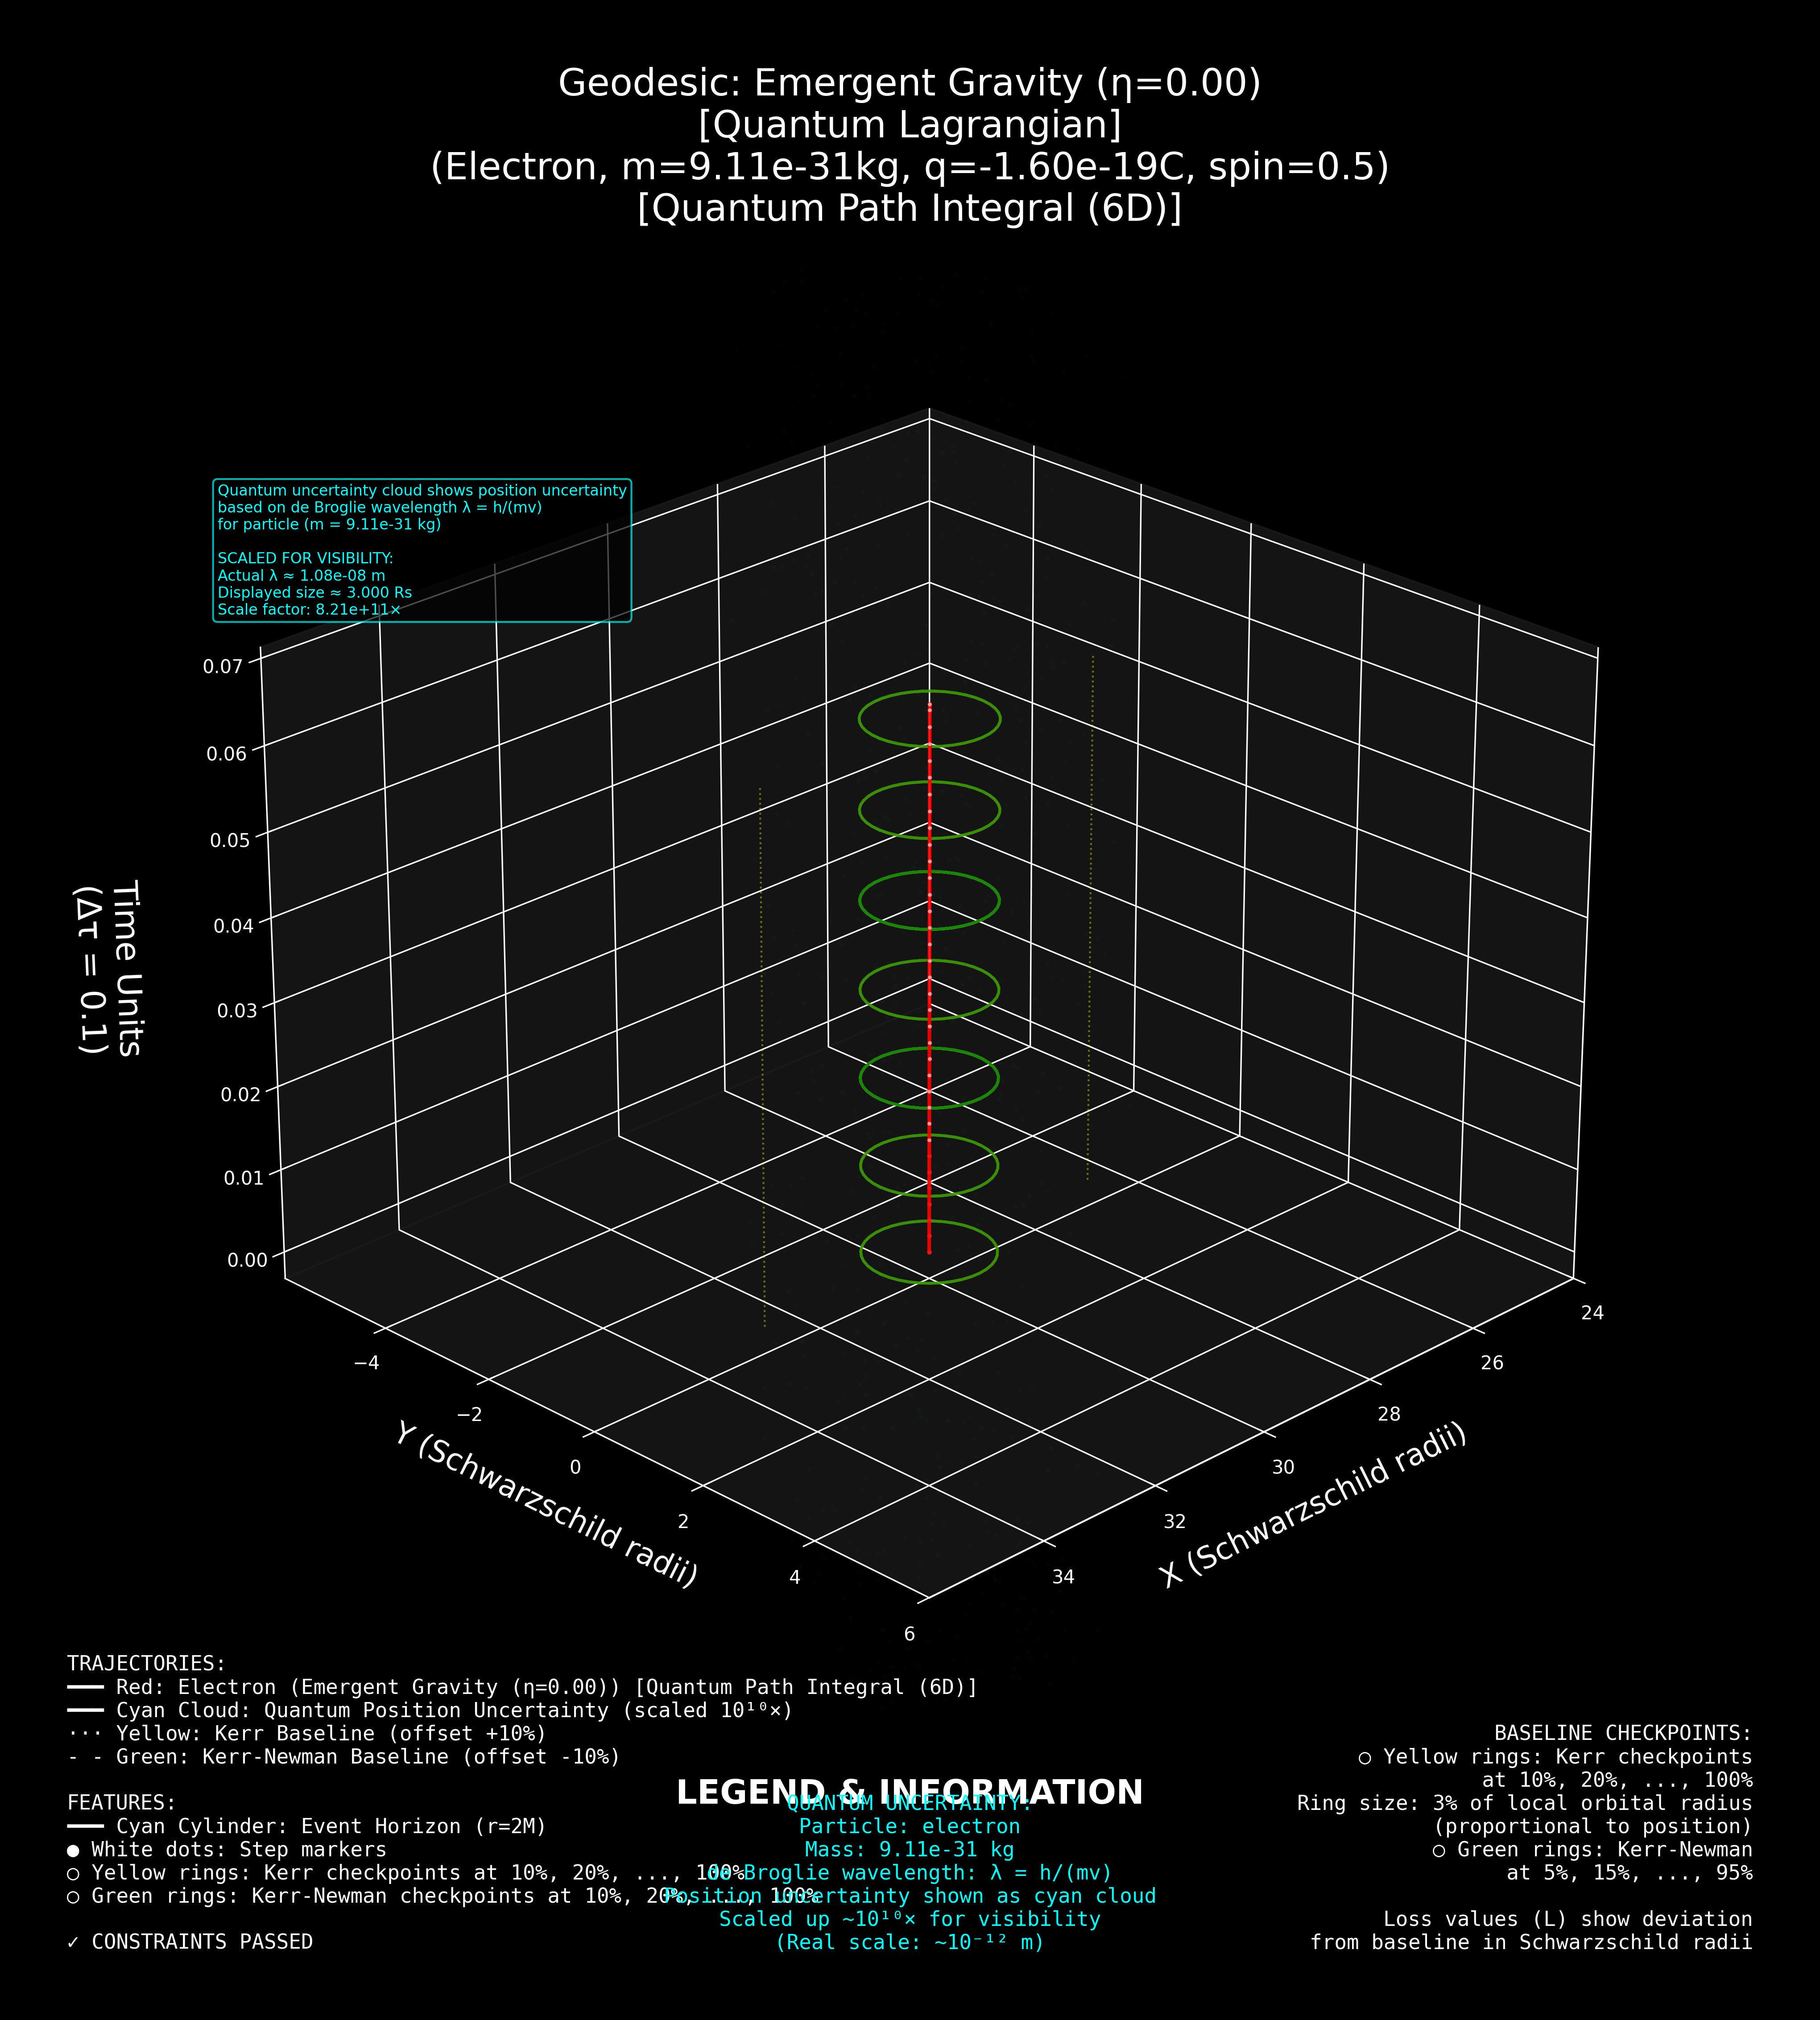 Geodesic: Emergent Gravity (η=0.00)
[Quantum Lagrangian]
(Electron, m=9.11e-31kg, q=-1.60e-19C, spin=0.5)
[Quantum Path Integral (6D)]
Quantum uncertainty cloud shows position uncertainty
based on de Broglie wavelength λ = h/(mv)
for particle (m = 9.11e-31 kg)
SCALED FOR VISIBILITY:
Actual λ ≈ 1.08e-08 m
Displayed size ≈ 3.000 Rs
Scale factor: 8.21e+11×
0.07
0.06
0.05
0.04
0.03
0.02
0.01
0.00
Time Units
(Δτ = 0.1)
−4
−2
0
2
4
6
Y (Schwarzschild radii)
24
26
28
30
32
34
X (Schwarzschild radii)
TRAJECTORIES:
Red: Electron (Emergent Gravity (η=0.00)) [Quantum Path Integral (6D)]
Cyan Cloud: Quantum Position Uncertainty (scaled 10¹⁰×)
··· Yellow: Kerr Baseline (offset +10%)
- - Green: Kerr-Newman Baseline (offset -10%)
FEATURES:
Cyan Cylinder: Event Horizon (r=2M)
● White dots: Step markers
○ Yellow rings: Kerr checkpoints at 10%, 20%, ..., 100%
○ Green rings: Kerr-Newman checkpoints at 10%, 20%, ..., 100%
✓ CONSTRAINTS PASSED
LEGEND & INFORMATION
QUANTUM UNCERTAINTY:
Particle: electron
Mass: 9.11e-31 kg
de Broglie wavelength: λ = h/(mv)
Position uncertainty shown as cyan cloud
Scaled up ~10¹⁰× for visibility
(Real scale: ~10⁻¹² m)
BASELINE CHECKPOINTS:
○ Yellow rings: Kerr checkpoints
at 10%, 20%, ..., 100%
Ring size: 3% of local orbital radius
(proportional to position)
○ Green rings: Kerr-Newman
at 5%, 15%, ..., 95%
Loss values (L) show deviation
from baseline in Schwarzschild radii